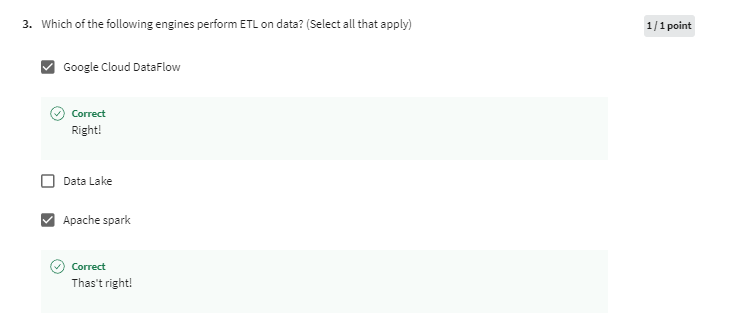 3. Which of the following engines perform ETL on data? (Select all that apply)
1 / 1 point
Google Cloud DataFlow
Correct
Right!
Data Lake
Apache spark
Correct
Thas't right!